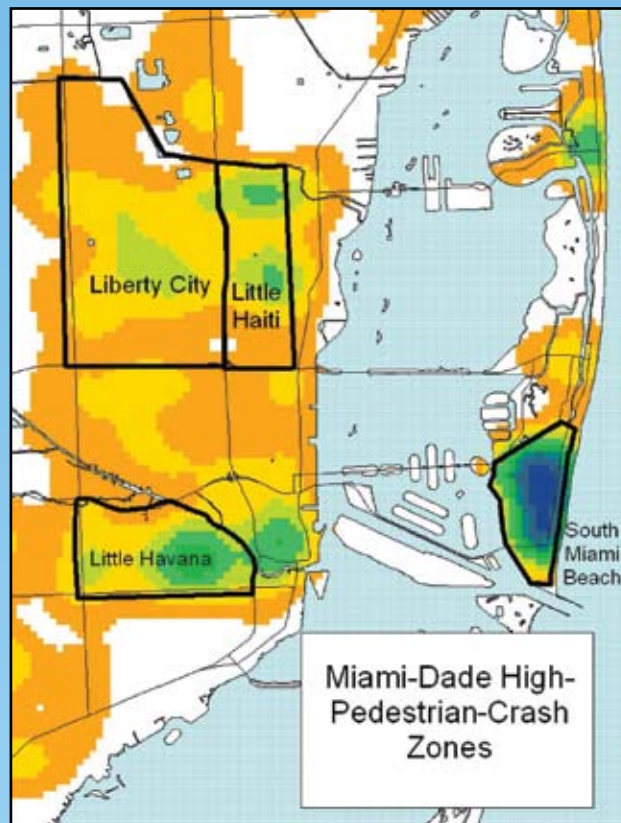 Liberty City
Little
Haiti
Little Havana
South
Miami
Beach
Miami-Dade High-
Pedestrian-Crash
Zones